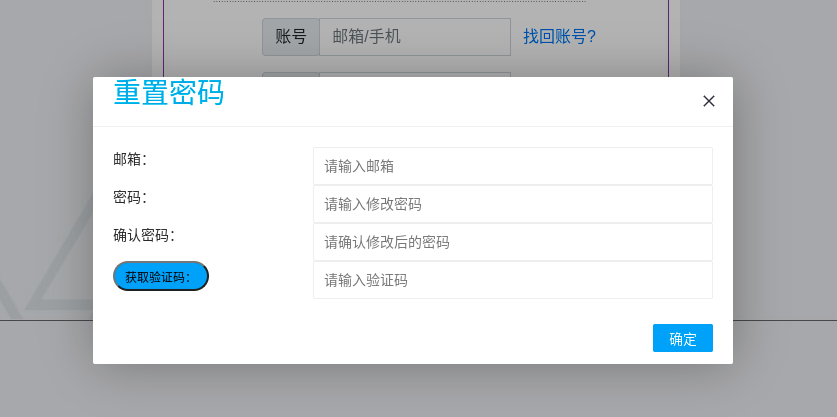 账号 邮箱/手机 找回账号?
重置密码
邮箱: 请输入邮箱
密码: 请输入修改密码
确认密码: 请确认修改后的密码
获取验证码: 请输入验证码
确定